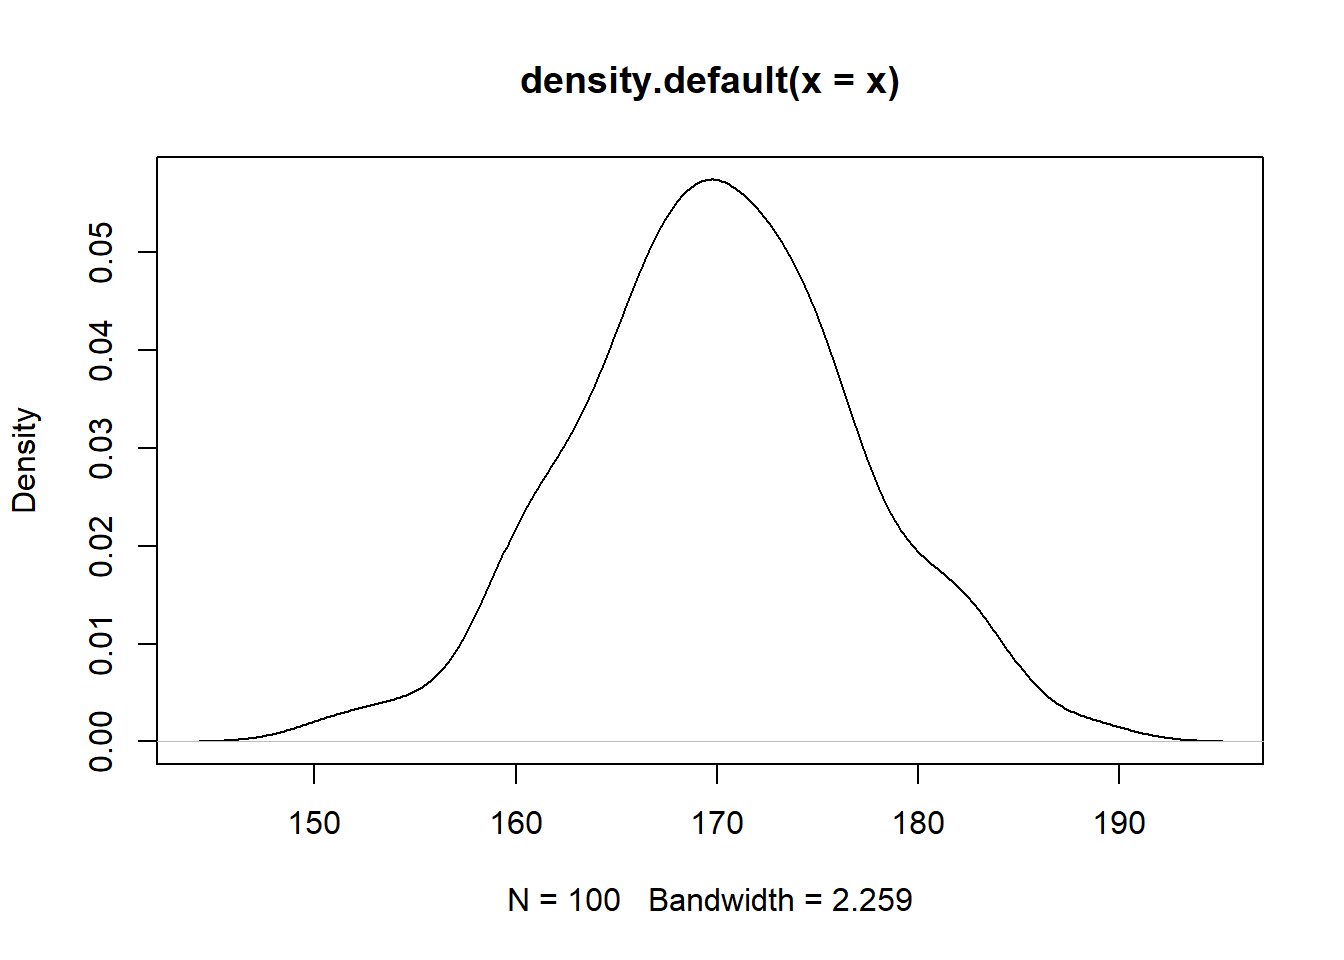 density.default(x = x)
Density
0.00
0.01
0.02
0.03
0.04
0.05
150 160 170 180 190
N = 100 Bandwidth = 2.259